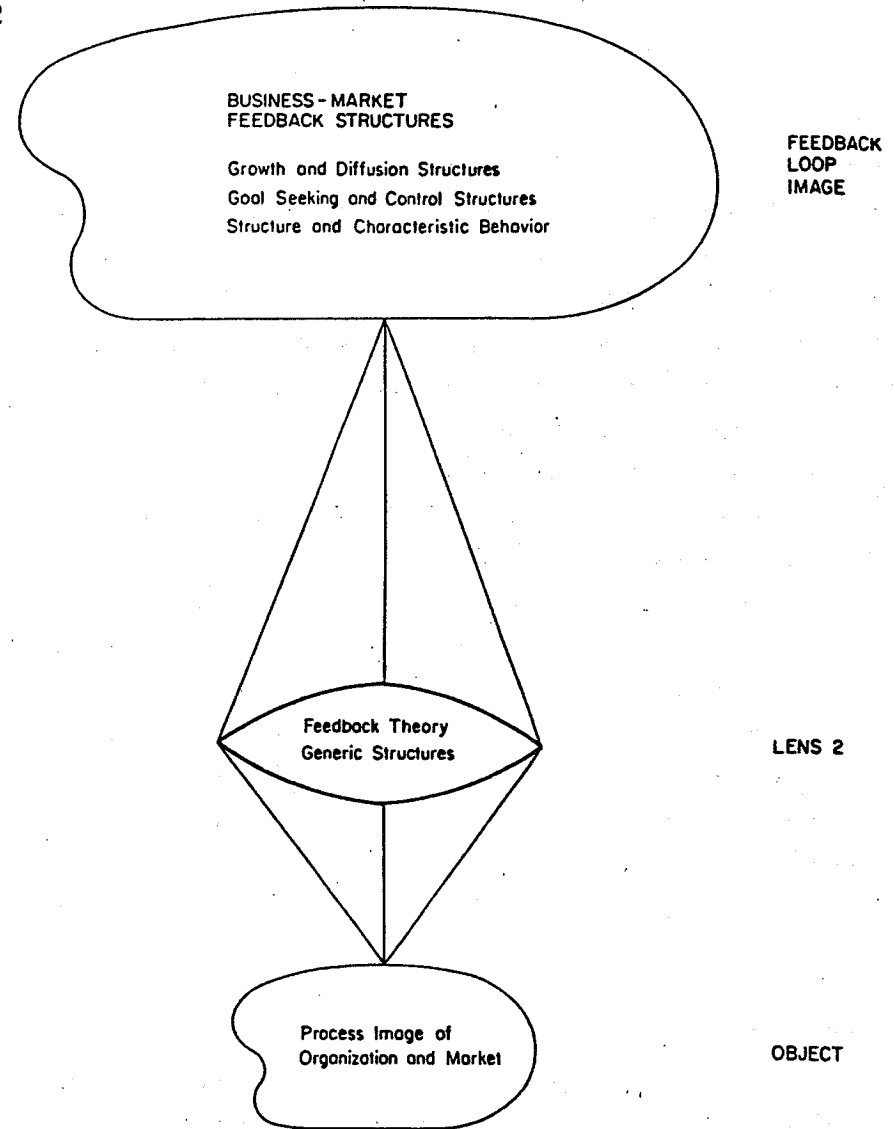 BUSINESS-MARKET
FEEDBACK STRUCTURES
Growth and Diffusion Structures
Goal Seeking and Control Structures
Structure and Characteristic Behavior
FEEDBACK
LOOP
IMAGE
Feedback Theory
Generic Structures
LENS 2
Process Image of
Organization and Market
OBJECT